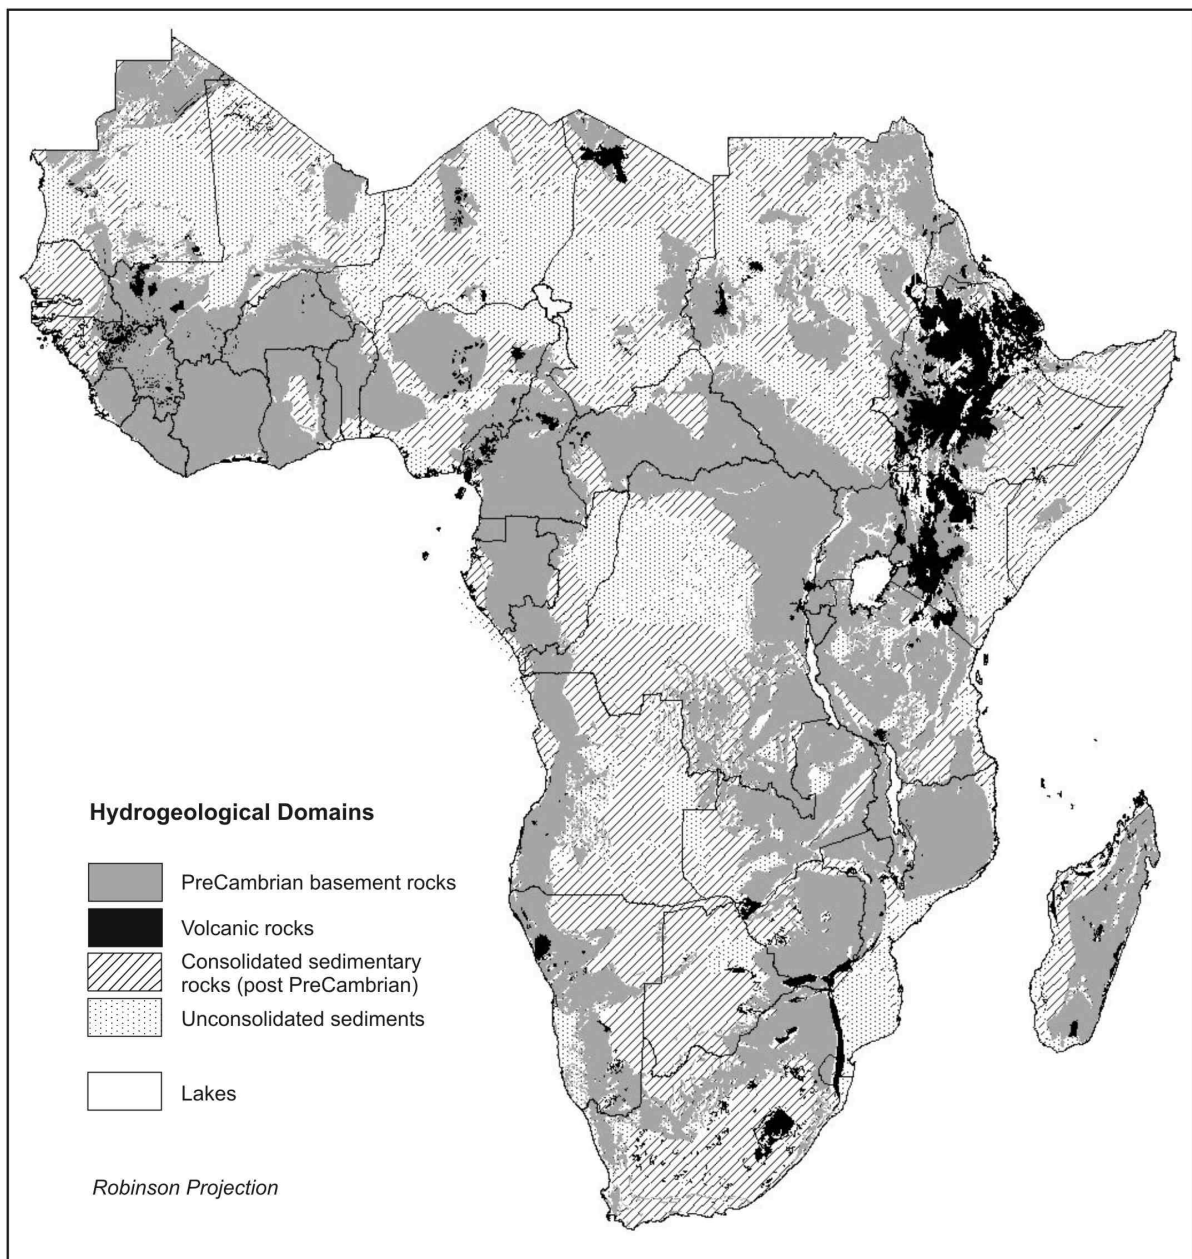 Hydrogeological Domains
PreCambrian basement rocks
Volcanic rocks
Consolidated sedimentary
rocks (post PreCambrian)
Unconsolidated sediments
Lakes
Robinson Projection